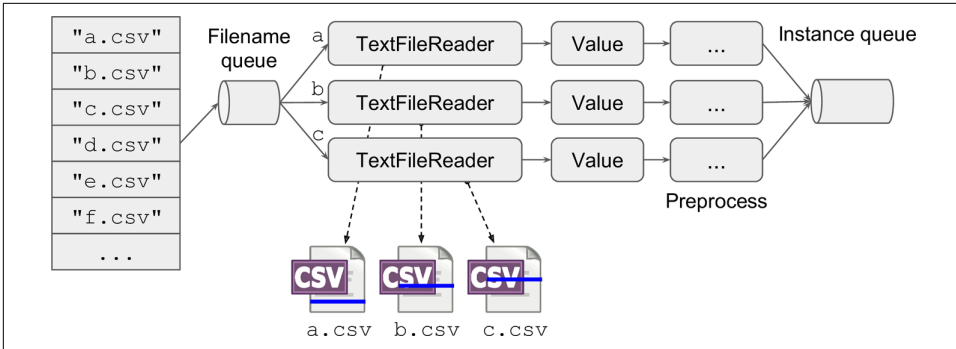 "a.csv"
"b.csv"
"c.csv"
"d.csv"
"e.csv"
"f.csv"
...
Filename
queue
a
TextFileReader
Value
...
b
TextFileReader
Value
...
c
TextFileReader
Value
...
Preprocess
Instance queue
CSV
CSV
CSV
a.csv
b.csv
c.csv